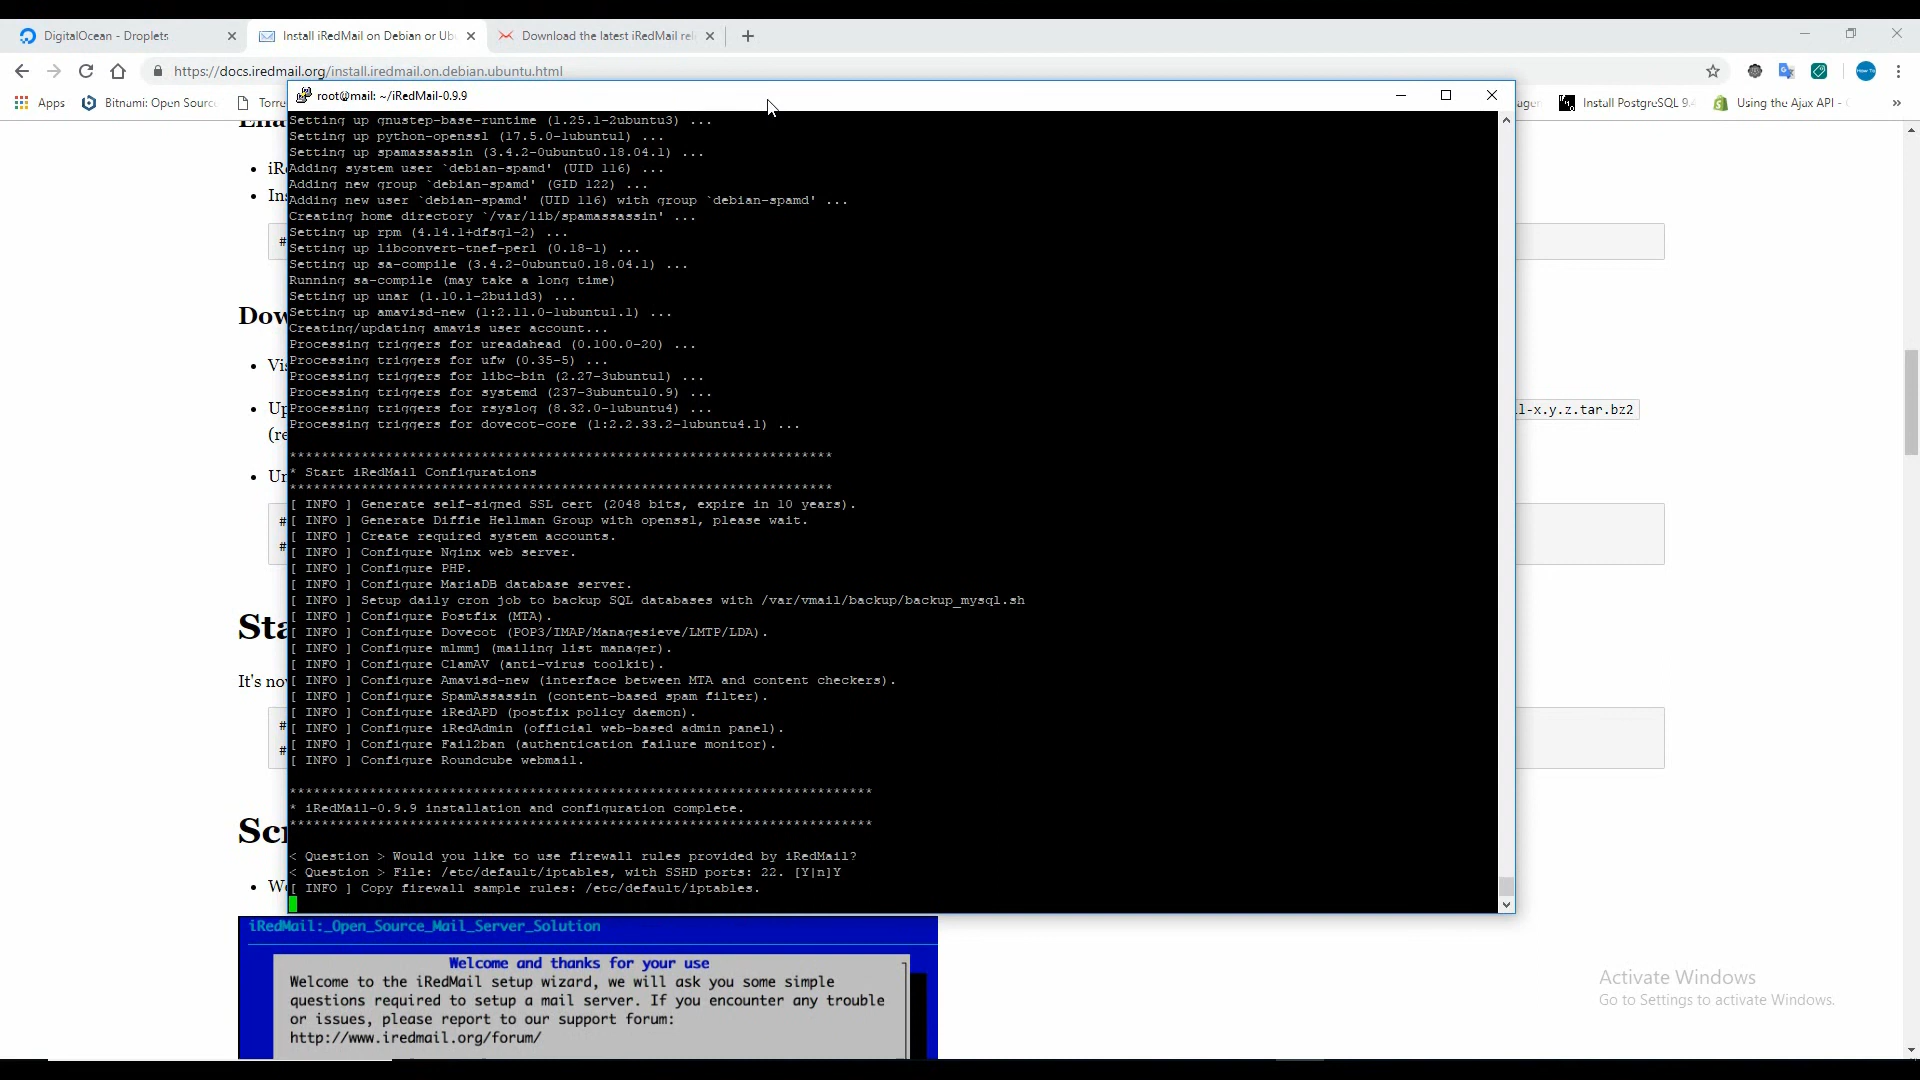 DigitalOcean - Droplets
Install iRedMail on Debian or Ub
Download the latest iRedMail rel
https://docs.iredmail.org/install.iredmail.on.debian.ubuntu.html
How To
Apps
Bitnami: Open Sourc
Torre
Install PostgreSQL 9.4
Using the Ajax API -
»
root@mail: ~/iRedMail-0.9.9
Setting up gnustep-base-runtime (1.25.1-2ubuntu3) ...
Setting up python-openssl (17.5.0-1ubuntu1) ...
Setting up spamassassin (3.4.2-0ubuntu0.18.04.1) ...
Adding system user `debian-spamd' (UID 116) ...
Adding new group `debian-spamd' (GID 122) ...
Adding new user `debian-spamd' (UID 116) with group `debian-spamd' ...
Creating home directory `/var/lib/spamassassin' ...
Setting up rpm (4.14.1+dfsg1-2) ...
Setting up libconvert-tnef-perl (0.18-1) ...
Setting up sa-compile (3.4.2-0ubuntu0.18.04.1) ...
Running sa-compile (may take a long time)
Setting up unar (1.10.1-2build3) ...
Setting up amavisd-new (1:2.11.0-1ubuntu1.1) ...
Creating/updating amavis user account...
Processing triggers for ureadahead (0.100.0-20) ...
Processing triggers for ufw (0.35-5) ...
Processing triggers for libc-bin (2.27-3ubuntu1) ...
Processing triggers for systemd (237-3ubuntu10.9) ...
Processing triggers for rsyslog (8.32.0-1ubuntu4) ...
Processing triggers for dovecot-core (1:2.2.33.2-1ubuntu4.1) ...
********************************************************************
* Start iRedMail Configurations
********************************************************************
[ INFO ] Generate self-signed SSL cert (2048 bits, expire in 10 years).
[ INFO ] Generate Diffie Hellman Group with openssl, please wait.
[ INFO ] Create required system accounts.
[ INFO ] Configure Nginx web server.
[ INFO ] Configure PHP.
[ INFO ] Configure MariaDB database server.
[ INFO ] Setup daily cron job to backup SQL databases with /var/vmail/backup/backup_mysql.sh
[ INFO ] Configure Postfix (MTA).
[ INFO ] Configure Dovecot (POP3/IMAP/Managesieve/LMTP/LDA).
[ INFO ] Configure mlmmj (mailing list manager).
[ INFO ] Configure ClamAV (anti-virus toolkit).
[ INFO ] Configure Amavisd-new (interface between MTA and content checkers).
[ INFO ] Configure SpamAssassin (content-based spam filter).
[ INFO ] Configure iRedAPD (postfix policy daemon).
[ INFO ] Configure iRedAdmin (official web-based admin panel).
[ INFO ] Configure Fail2ban (authentication failure monitor).
[ INFO ] Configure Roundcube webmail.
*************************************************************************
* iRedMail-0.9.9 installation and configuration complete.
*************************************************************************
< Question > Would you like to use firewall rules provided by iRedMail?
< Question > File: /etc/default/iptables, with SSHD ports: 22. [Y|n]Y
[ INFO ] Copy firewall sample rules: /etc/default/iptables.
l-x.y.z.tar.bz2
It's no
iRedMail:_Open_Source_Mail_Server_Solution
Welcome and thanks for your use
Welcome to the iRedMail setup wizard, we will ask you some simple
questions required to setup a mail server. If you encounter any trouble
or issues, please report to our support forum:
http://www.iredmail.org/forum/
Activate Windows
Go to Settings to activate Windows.